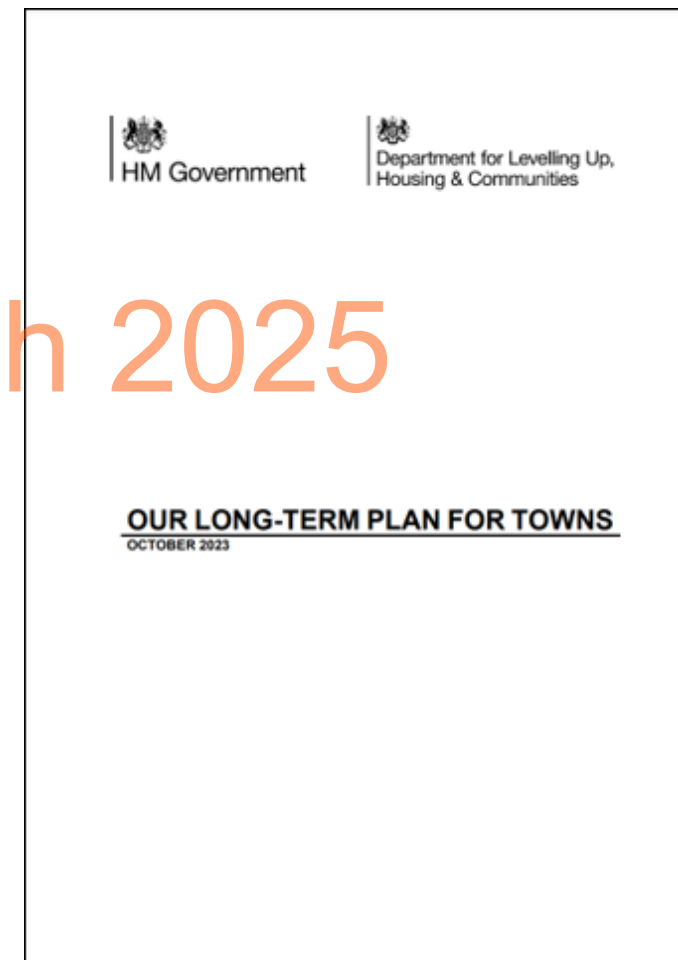 HM Government
Department for Levelling Up,
Housing & Communities
h 2025
OUR LONG-TERM PLAN FOR TOWNS
OCTOBER 2023